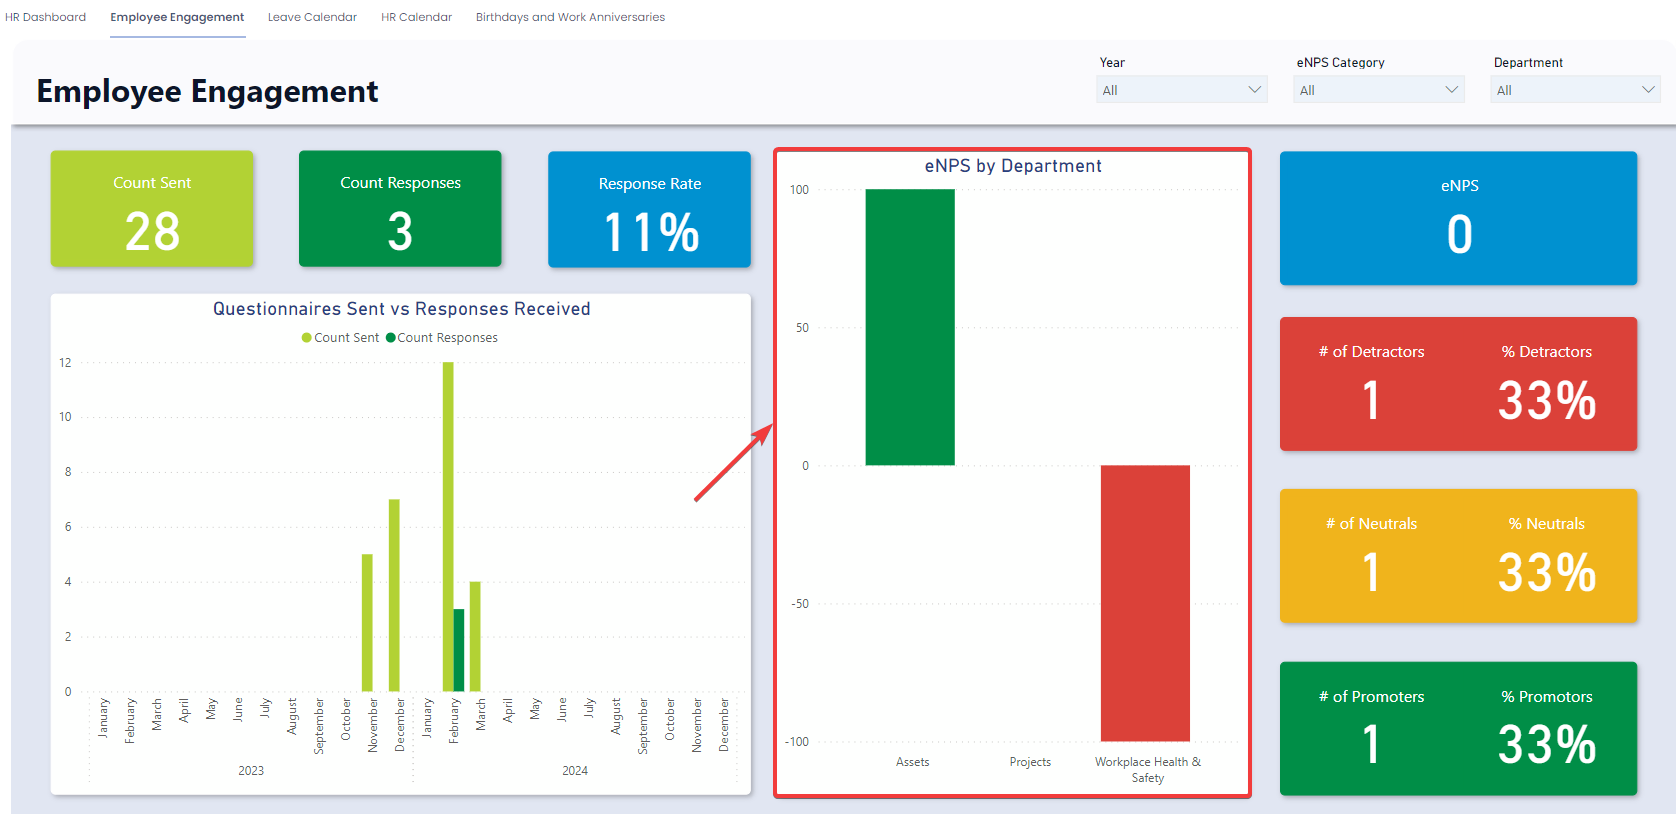 HR Dashboard
Employee Engagement
Leave Calendar
HR Calendar
Birthdays and Work Anniversaries
Employee Engagement
Year
All
eNPS Category
All
Department
All
Count Sent
28
Count Responses
3
Response Rate
11%
Questionnaires Sent vs Responses Received
Count Sent
Count Responses
12
10
8
6
4
2
0
January
February
March
April
May
June
July
August
September
October
November
December
January
February
March
April
May
June
July
August
September
October
November
December
2023
2024
eNPS by Department
100
50
0
-50
-100
Assets
Projects
Workplace Health &
Safety
eNPS
0
# of Detractors
1
% Detractors
33%
# of Neutrals
1
% Neutrals
33%
# of Promoters
1
% Promotors
33%